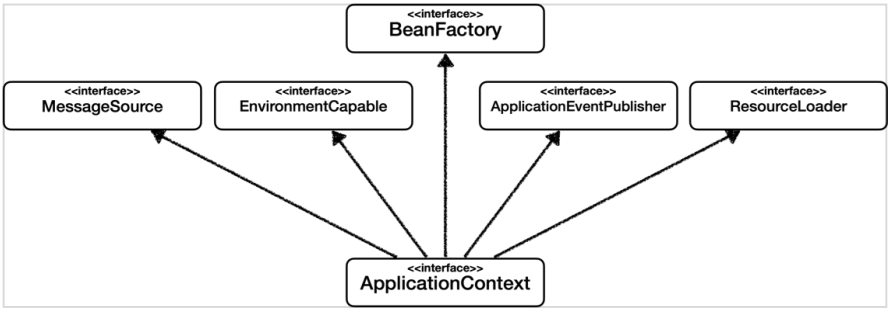 <<interface>>
BeanFactory
<<interface>>
MessageSource
<<interface>>
EnvironmentCapable
<<interface>>
ApplicationEventPublisher
<<interface>>
ResourceLoader
<<interface>>
ApplicationContext